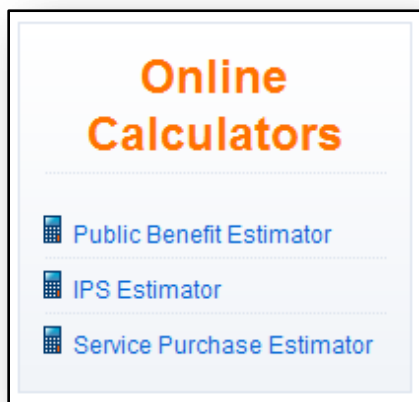 Online
Calculators
Public Benefit Estimator
IPS Estimator
Service Purchase Estimator